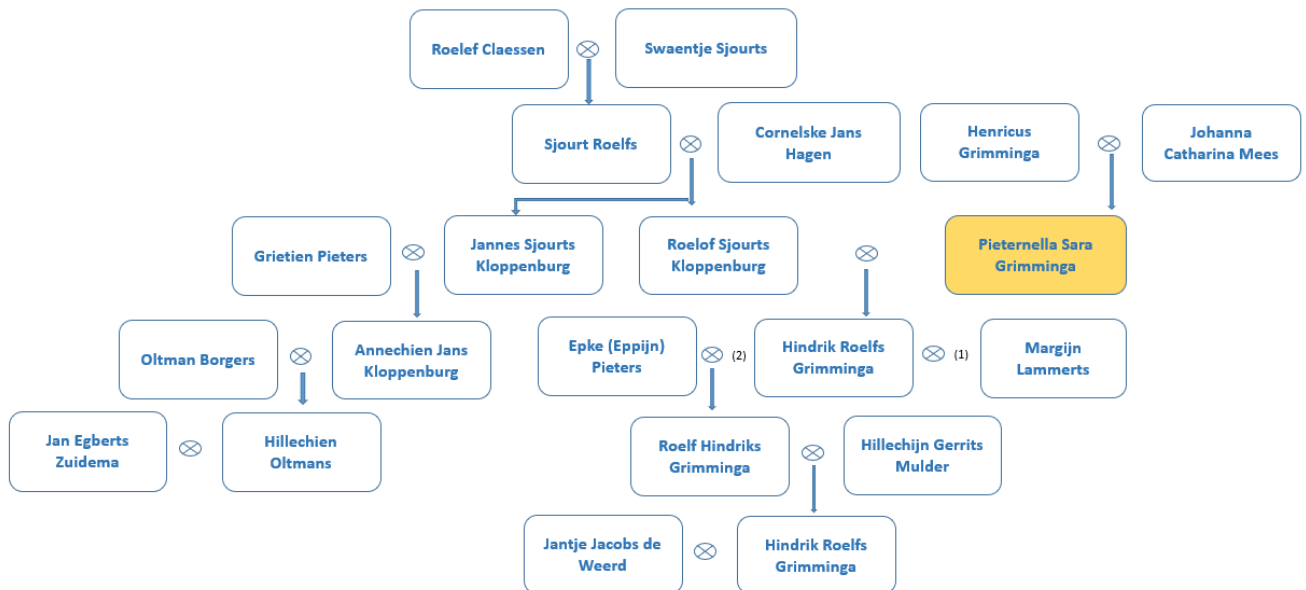 Roelef Claessen
Swaentje Sjourts
Sjourt Roelfs
Cornelske Jans
Hagen
Henricus
Grimminga
Johanna
Catharina Mees
Grietien Pieters
Jannes Sjourts
Kloppenburg
Roelof Sjourts
Kloppenburg
Pieternella Sara
Grimminga
Oltman Borgers
Annechien Jans
Kloppenburg
Epke (Eppijn)
Pieters
(2)
Hindrik Roelfs
Grimminga
(1)
Margijn
Lammerts
Jan Egberts
Zuidema
Hillechien
Oltmans
Roelf Hindriks
Grimminga
Hillechijn Gerrits
Mulder
Jantje Jacobs de
Weerd
Hindrik Roelfs
Grimminga